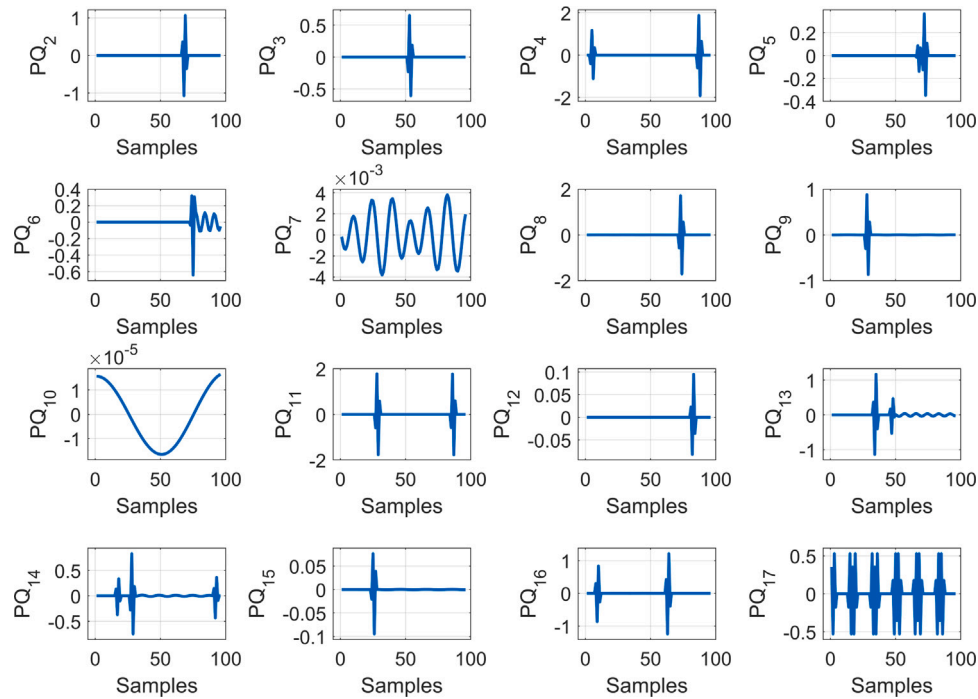 PQ2
1
0
-1
0 50 100
Samples
PQ3
0.5
0
-0.5
0 50 100
Samples
PQ4
2
0
-2
0 50 100
Samples
PQ5
0.2
0
-0.2
-0.4
0 50 100
Samples
PQ6
0.4
0.2
0
-0.2
-0.4
-0.6
0 50 100
Samples
×10-3
PQ7
4
2
0
-2
-4
0 50 100
Samples
PQ8
2
0
-2
0 50 100
Samples
PQ9
1
0
-1
0 50 100
Samples
×10-5
PQ10
1
0
-1
0 50 100
Samples
PQ11
2
0
-2
0 50 100
Samples
PQ12
0.1
0.05
0
-0.05
0 50 100
Samples
PQ13
1
0
-1
0 50 100
Samples
PQ14
0.5
0
-0.5
0 50 100
Samples
PQ15
0.05
0
-0.05
-0.1
0 50 100
Samples
PQ16
1
0
-1
0 50 100
Samples
PQ17
0.5
0
-0.5
0 50 100
Samples